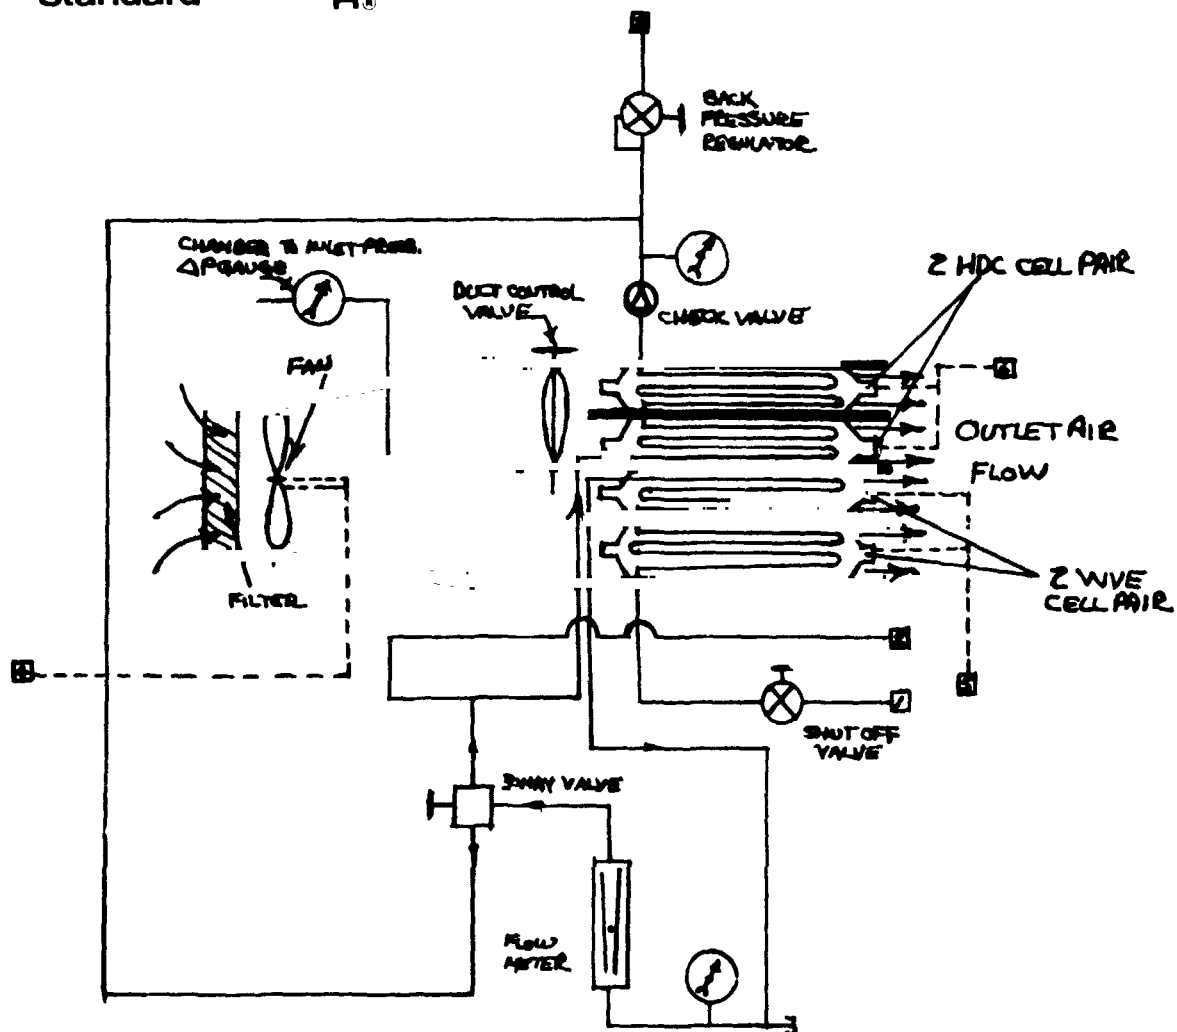 Standard
BACK
PRESSURE
REGULATOR
CHAMBER TO INLET PRESS.
ΔP GAUGE
DUCT CONTROL
VALVE
CHECK VALVE
2 HDC CELL PAIR
FAN
OUTLET AIR
FLOW
FILTER
2 WVE
CELL PAIR
SHUT OFF
VALVE
3-WAY VALVE
FLOW
METER